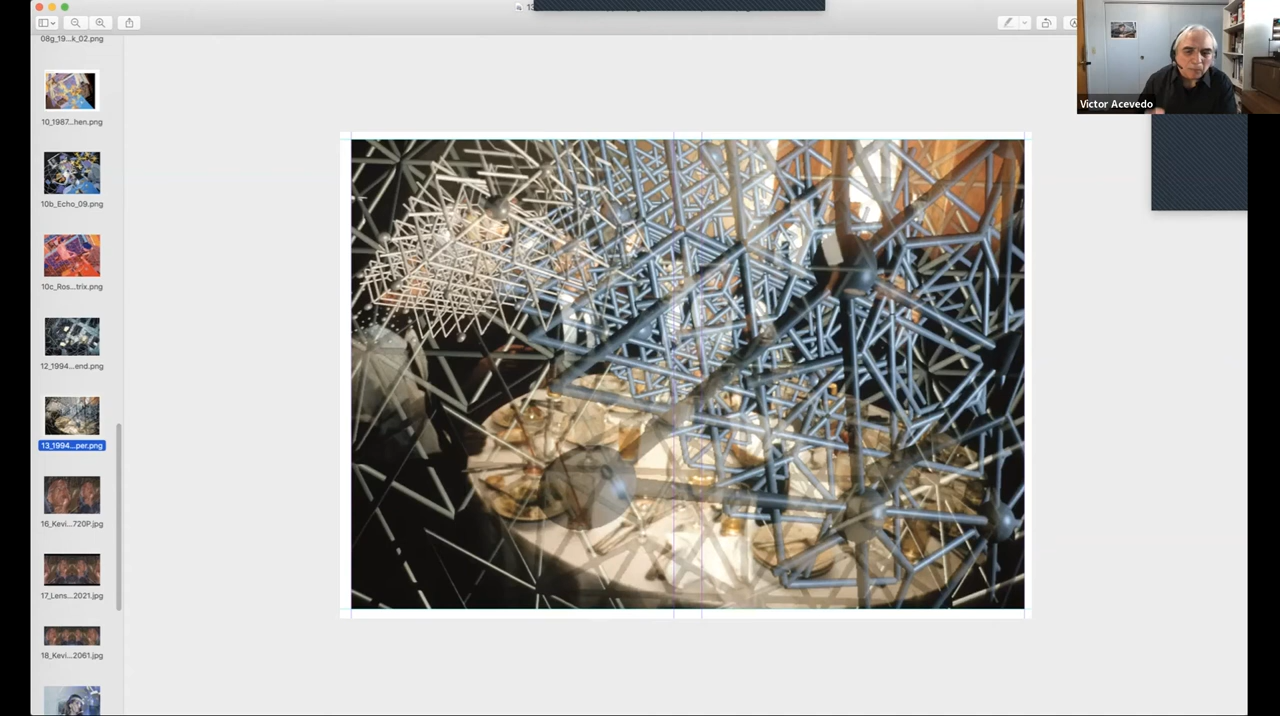 13
08g_19...k_02.png
10_1987...hen.png
10b_Echo_09.png
10c_Ros...trix.png
12_1994...end.png
13_1994...per.png
16_Kevi...720P.jpg
17_Lens...2021.jpg
18_Kevi...2061.jpg
Victor Acevedo